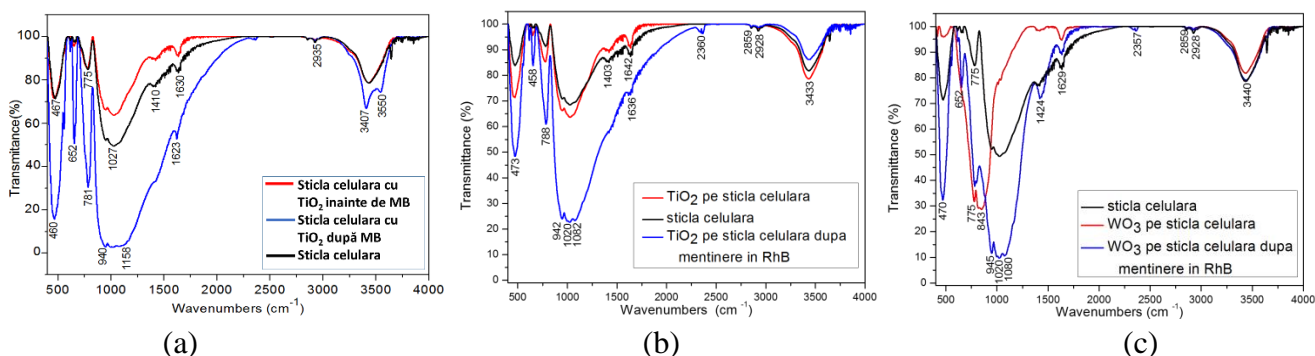 Transmitance (%)
100
80
60
40
20
0
467
460
652
775
781
940
1027
1158
1410
1630
1623
2935
3407
3550
Sticla celulara cu
TiO2 inainte de MB
Sticla celulara cu
TiO2 după MB
Sticla celulara
500 1000 1500 2000 2500 3000 3500 4000
Wavenumbers (cm-1)
(a)
Transmittance (%)
100
90
80
70
60
50
40
30
20
10
0
473
458
788
942
1020
1082
1403
1642
1636
2360
2859
2928
3433
TiO2 pe sticla celulara
sticla celulara
TiO2 pe sticla celulara dupa
mentinere in RhB
500 1000 1500 2000 2500 3000 3500 4000
Wavenumbers (cm-1)
(b)
Transmittance (%)
100
90
80
70
60
50
40
30
20
10
0
470
652
775
775
843
945
1020
1080
1424
1629
2357
2889
2928
3440
sticla celulara
WO3 pe sticla celulara
WO3 pe sticla celulara dupa
mentinere in RhB
500 1000 1500 2000 2500 3000 3500 4000
Wavenumbers (cm-1)
(c)